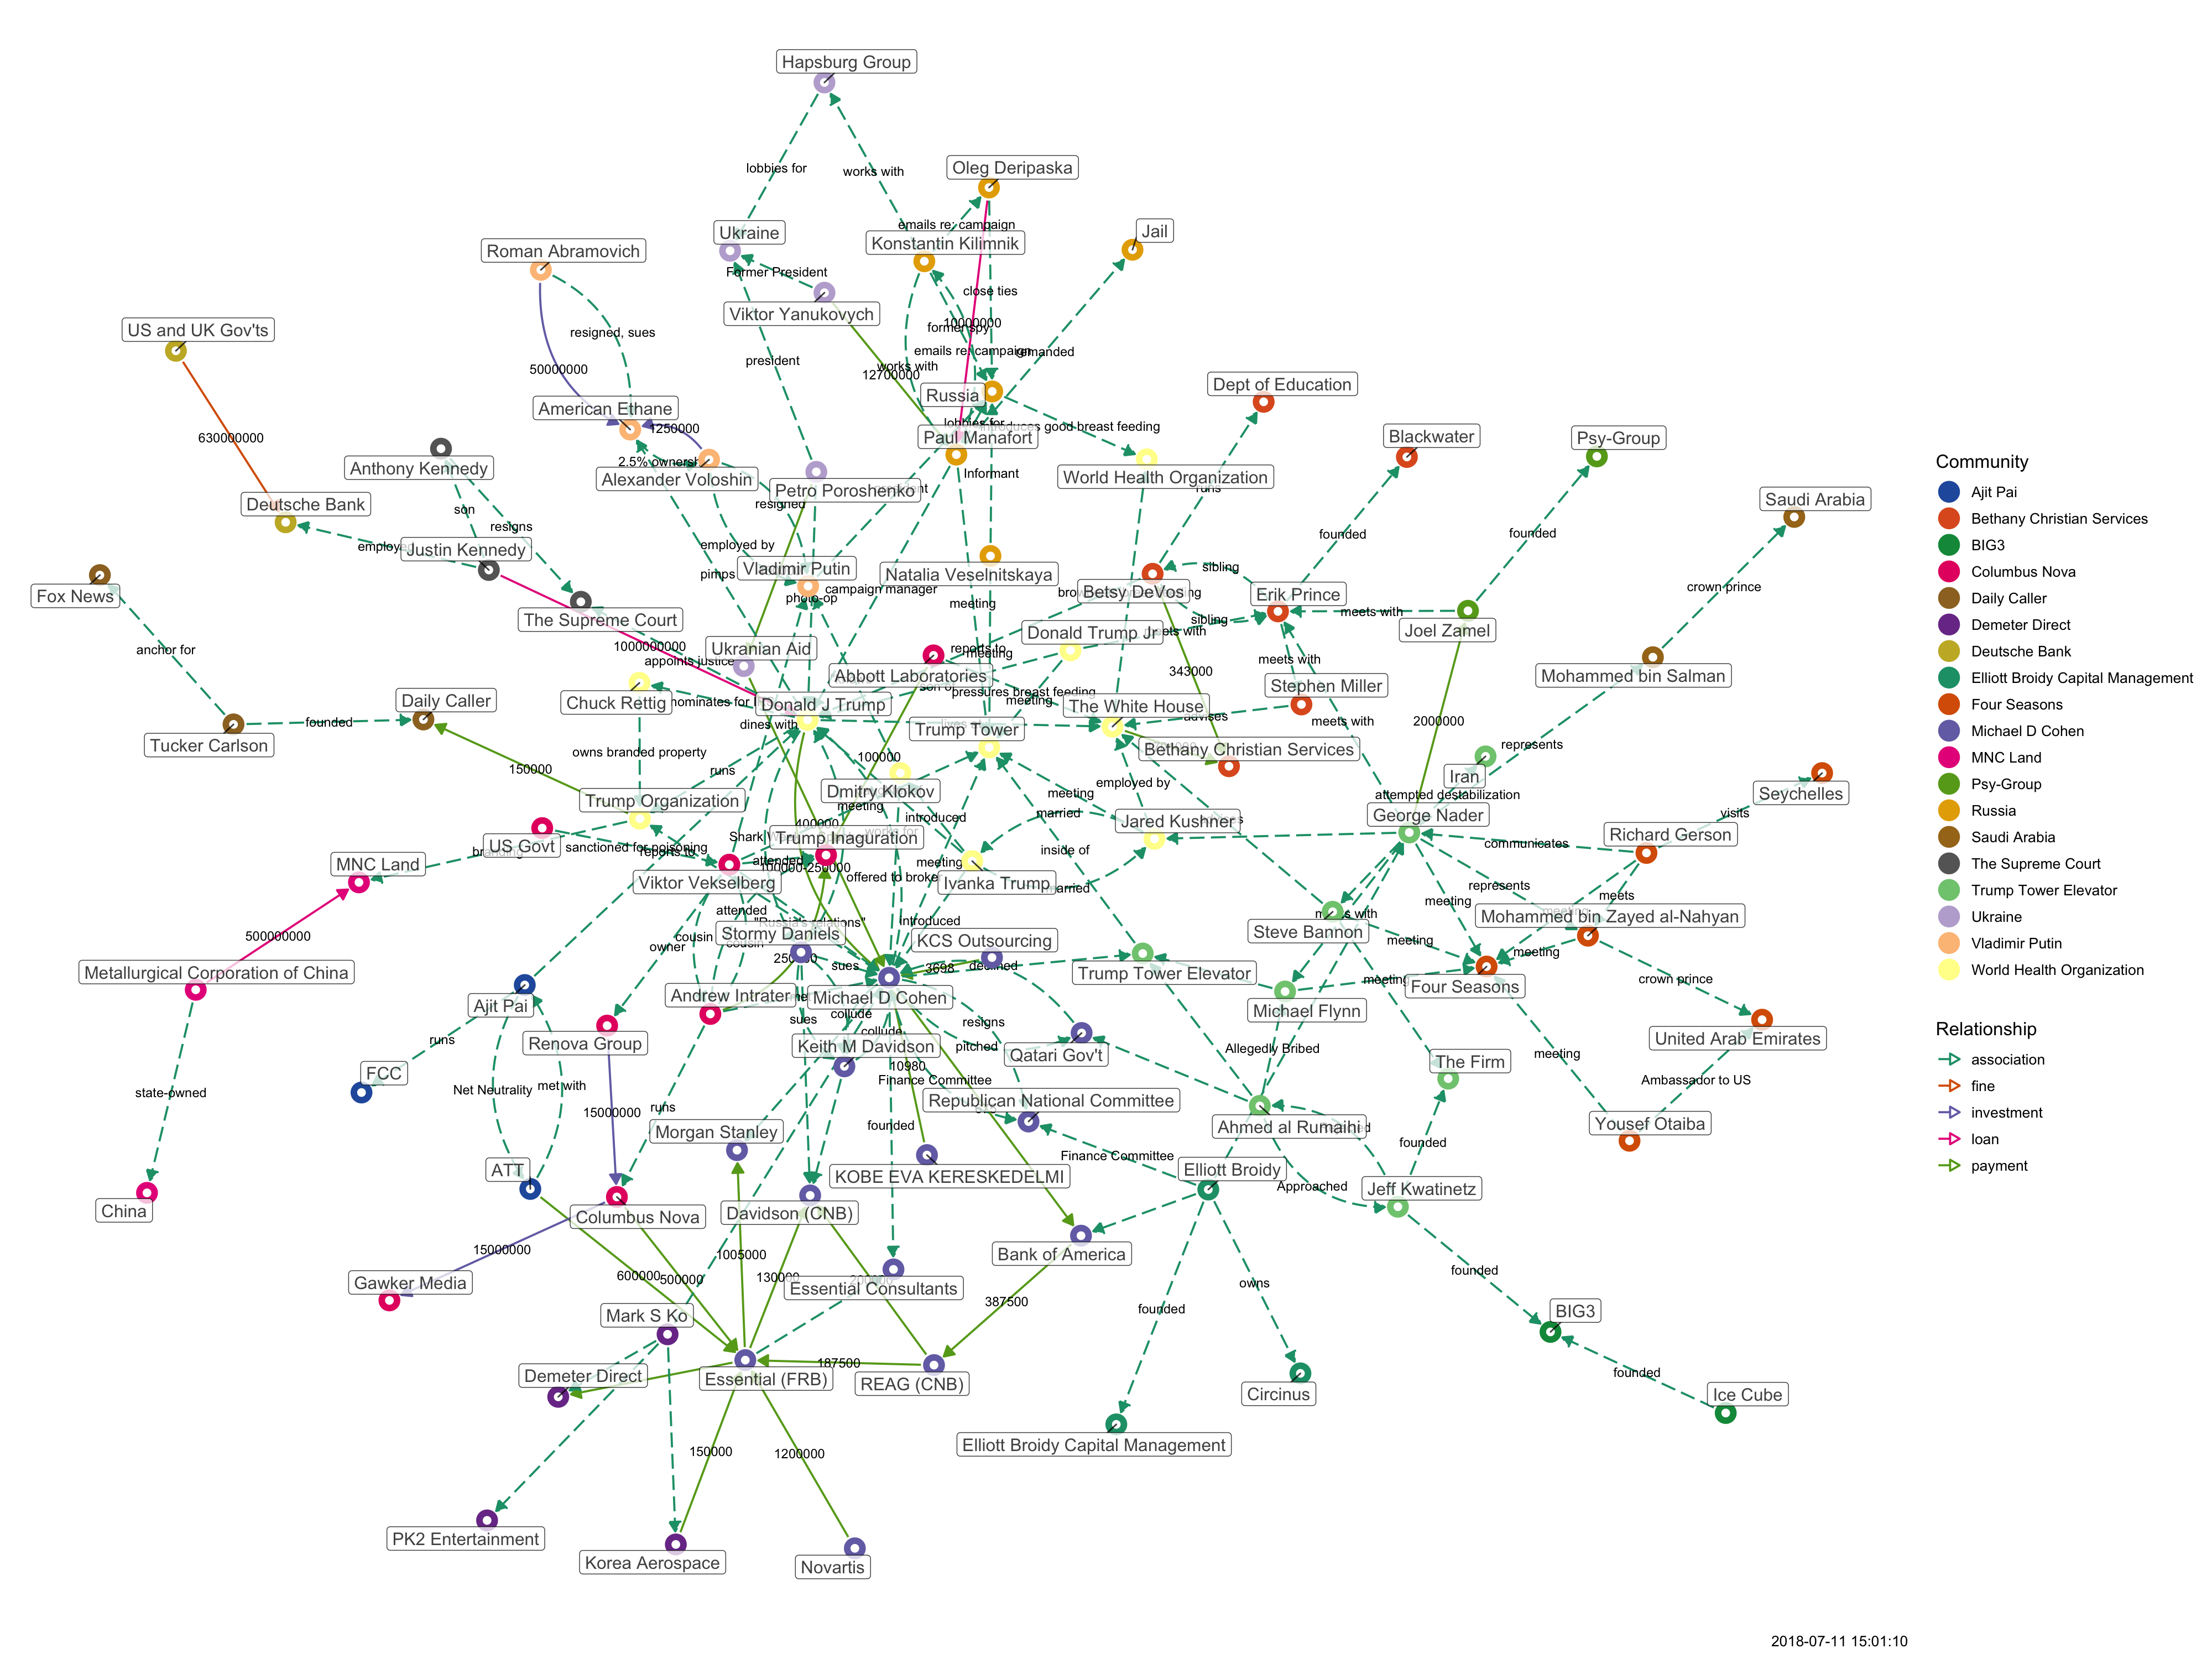 Hapsburg Group
Oleg Deripaska
lobbies for
works with
emails re: campaign
Ukraine
Konstantin Kilimnik
Jail
Roman Abramovich
Former President
Viktor Yanukovych
close ties
US and UK Gov'ts
resigned, sues
10000000
former spy
emails re: campaign
remanded
president
works with
50000000
12700000
Dept of Education
Russia
American Ethane
1250000
lobbies for
introduces good breast feeding
Paul Manafort
630000000
Blackwater
Psy-Group
Anthony Kennedy
2.5% ownership
Alexander Voloshin
Informant
World Health Organization
Petro Poroshenko
runs
Saudi Arabia
Deutsche Bank
son
resigns
resigned
founded
founded
employed by
Justin Kennedy
Vladimir Putin
Natalia Veselnitskaya
sibling
pimps
photo-op
campaign manager
Betsy DeVos
Erik Prince
crown prince
Fox News
The Supreme Court
meeting
sibling
meets with
Joel Zamel
Donald Trump Jr
1000000000
Ukranian Aid
reports to
meeting
anchor for
appoints justice
Abbott Laboratories
meets with
Mohammed bin Salman
343000
Stephen Miller
pressures breast feeding
Daily Caller
Chuck Rettig
Donald J Trump
meeting
The White House
advises
meets with
2000000
founded
dines with
Trump Tower
Tucker Carlson
owns branded property
Bethany Christian Services
represents
100000
150000
runs
Iran
employed by
Dmitry Klokov
attempted destabilization
Seychelles
Trump Organization
meeting
meeting
married
George Nader
visits
introduced
Jared Kushner
Richard Gerson
400000
US Govt
sanctioned for poisoning
Trump Inaguration
communicates
reports to
inside of
MNC Land
attended
meeting
100000-250000
offered to broker
Viktor Vekselberg
Ivanka Trump
married
represents
meets
meeting
attended
"Russia's relations"
introduced
meets with
Mohammed bin Zayed al-Nahyan
500000000
Stormy Daniels
KCS Outsourcing
Steve Bannon
meeting
meeting
owner
cousin
sues
3698
declined
Metallurgical Corporation of China
Trump Tower Elevator
meeting
crown prince
Four Seasons
Andrew Intrater
Michael D Cohen
Ajit Pai
Michael Flynn
collude
sues
resigns
collude
runs
Renova Group
Keith M Davidson
pitched
Qatari Gov't
Allegedly Bribed
United Arab Emirates
meeting
The Firm
10980
FCC
Net Neutrality
met with
Finance Committee
Ambassador to US
state-owned
Republican National Committee
15000000
runs
Morgan Stanley
founded
Ahmed al Rumaihi
Yousef Otaiba
founded
Finance Committee
ATT
KOBE EVA KERESKEDELMI
Elliott Broidy
Approached
Jeff Kwatinetz
China
Columbus Nova
Davidson (CNB)
15000000
1005000
Bank of America
Gawker Media
600000
500000
130000
Essential Consultants
owns
founded
founded
387500
Mark S Ko
BIG3
187500
Demeter Direct
Essential (FRB)
REAG (CNB)
founded
Circinus
Ice Cube
Elliott Broidy Capital Management
150000
1200000
PK2 Entertainment
Korea Aerospace
Novartis
Community
Ajit Pai
Bethany Christian Services
BIG3
Columbus Nova
Daily Caller
Demeter Direct
Deutsche Bank
Elliott Broidy Capital Management
Four Seasons
Michael D Cohen
MNC Land
Psy-Group
Russia
Saudi Arabia
The Supreme Court
Trump Tower Elevator
Ukraine
Vladimir Putin
World Health Organization
Relationship
association
fine
investment
loan
payment
2018-07-11 15:01:10